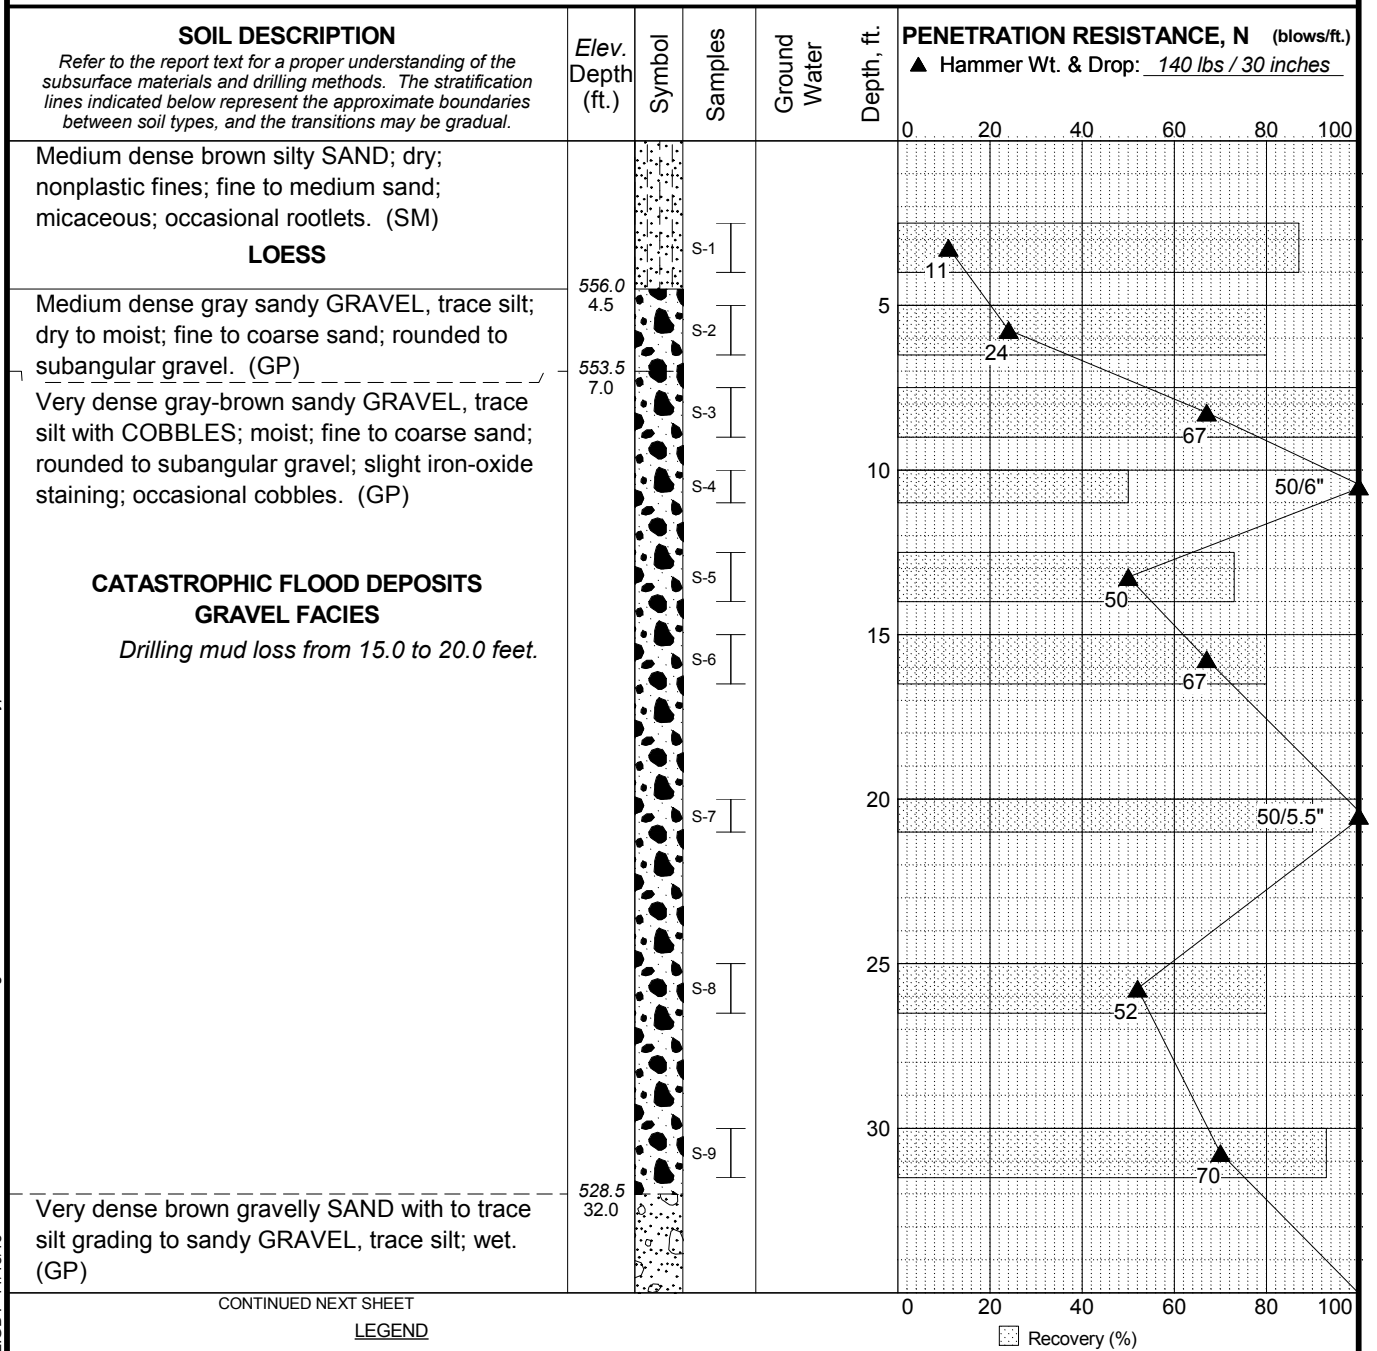 SOIL DESCRIPTION
Refer to the report text for a proper understanding of the
subsurface materials and drilling methods. The stratification
lines indicated below represent the approximate boundaries
between soil types, and the transitions may be gradual.
Elev.
Depth
(ft.)
Symbol
Samples
Ground
Water
Depth, ft.
PENETRATION RESISTANCE, N (blows/ft.)
▲ Hammer Wt. & Drop: 140 lbs / 30 inches
0 20 40 60 80 100
Medium dense brown silty SAND; dry;
nonplastic fines; fine to medium sand;
micaceous; occasional rootlets. (SM)
LOESS
556.0
4.5
Medium dense gray sandy GRAVEL, trace silt;
dry to moist; fine to coarse sand; rounded to
subangular gravel. (GP)
553.5
7.0
Very dense gray-brown sandy GRAVEL, trace
silt with COBBLES; moist; fine to coarse sand;
rounded to subangular gravel; slight iron-oxide
staining; occasional cobbles. (GP)
CATASTROPHIC FLOOD DEPOSITS
GRAVEL FACIES
Drilling mud loss from 15.0 to 20.0 feet.
528.5
32.0
Very dense brown gravelly SAND with to trace
silt grading to sandy GRAVEL, trace silt; wet.
(GP)
S-1
S-2
S-3
S-4
S-5
S-6
S-7
S-8
S-9
5
10
15
20
25
30
11
24
67
50/6"
50
67
50/5.5"
52
70
CONTINUED NEXT SHEET
LEGEND
0 20 40 60 80 100
Recovery (%)